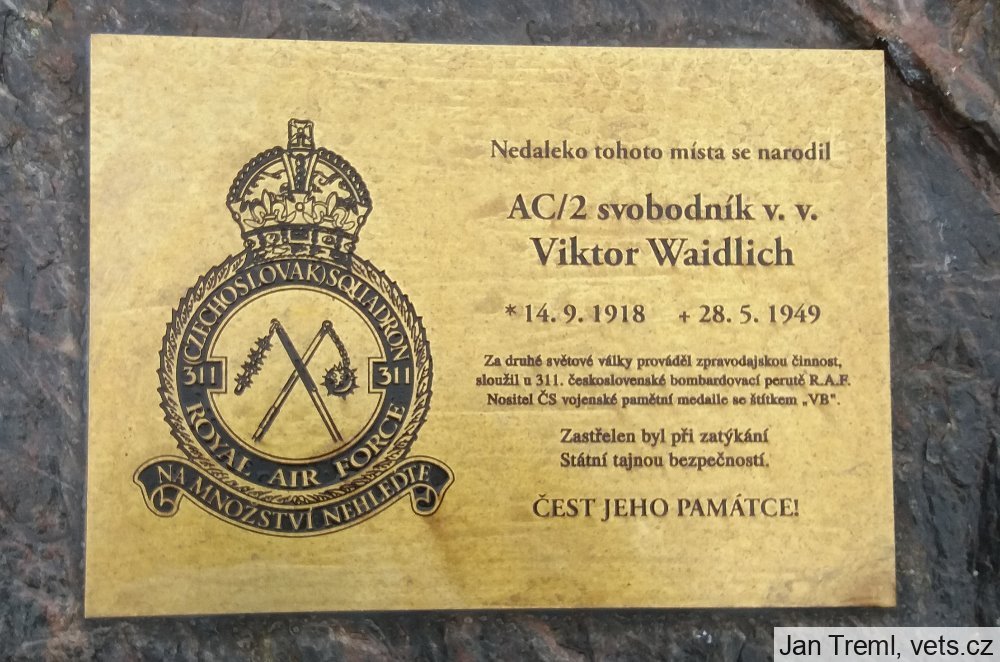 CZECHOSLOVAK SQUADRON
311 311
ROYAL AIR FORCE
NA MNOŽSTVÍ NEHLEĎTE
Nedaleko tohoto místa se narodil
AC/2 svobodník v. v.
Viktor Waidlich
* 14. 9. 1918 + 28. 5. 1949
Za druhé světové války prováděl zpravodajskou činnost,
sloužil u 311. československé bombardovací perutě R.A.F.
Nositel ČS vojenské pamětní medaile se štítkem „VB".
Zastřelen byl při zatýkání
Státní tajnou bezpečností.
ČEST JEHO PAMÁTCE!
Jan Treml, vets.cz